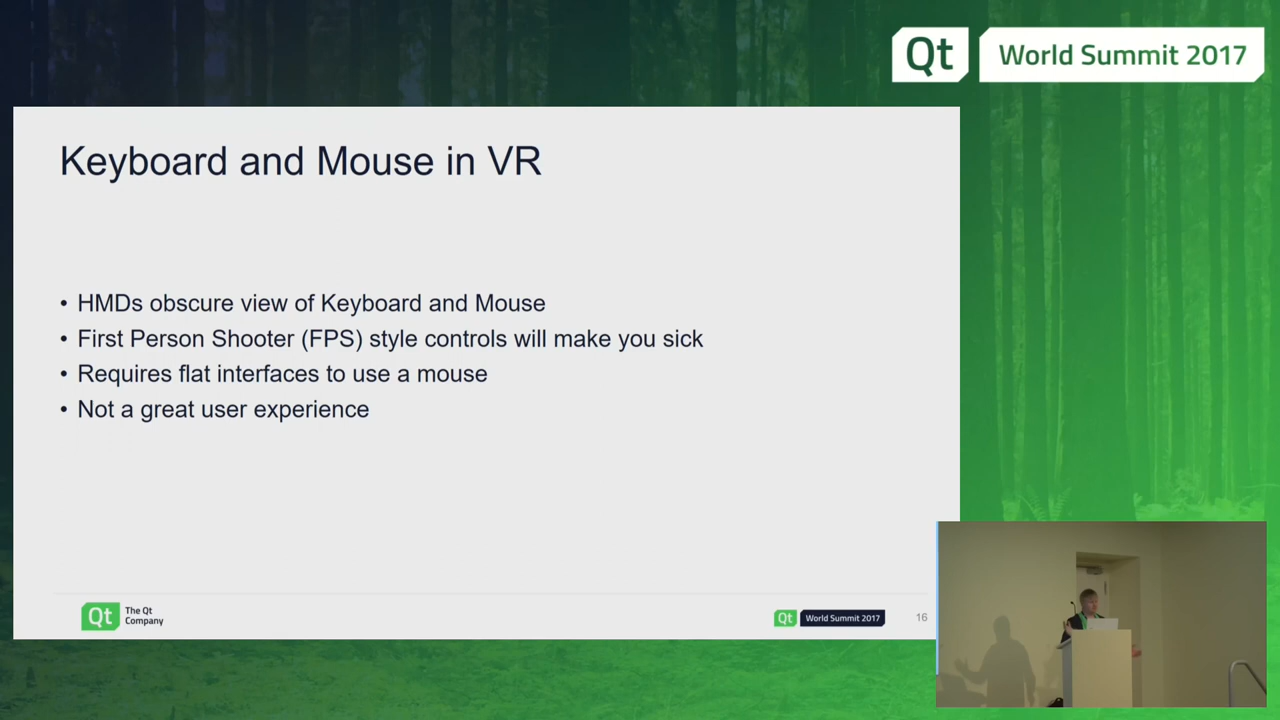 Qt World Summit 2017
Keyboard and Mouse in VR
• HMDs obscure view of Keyboard and Mouse
• First Person Shooter (FPS) style controls will make you sick
• Requires flat interfaces to use a mouse
• Not a great user experience
Qt The Qt
Company
Qt World Summit 2017
16